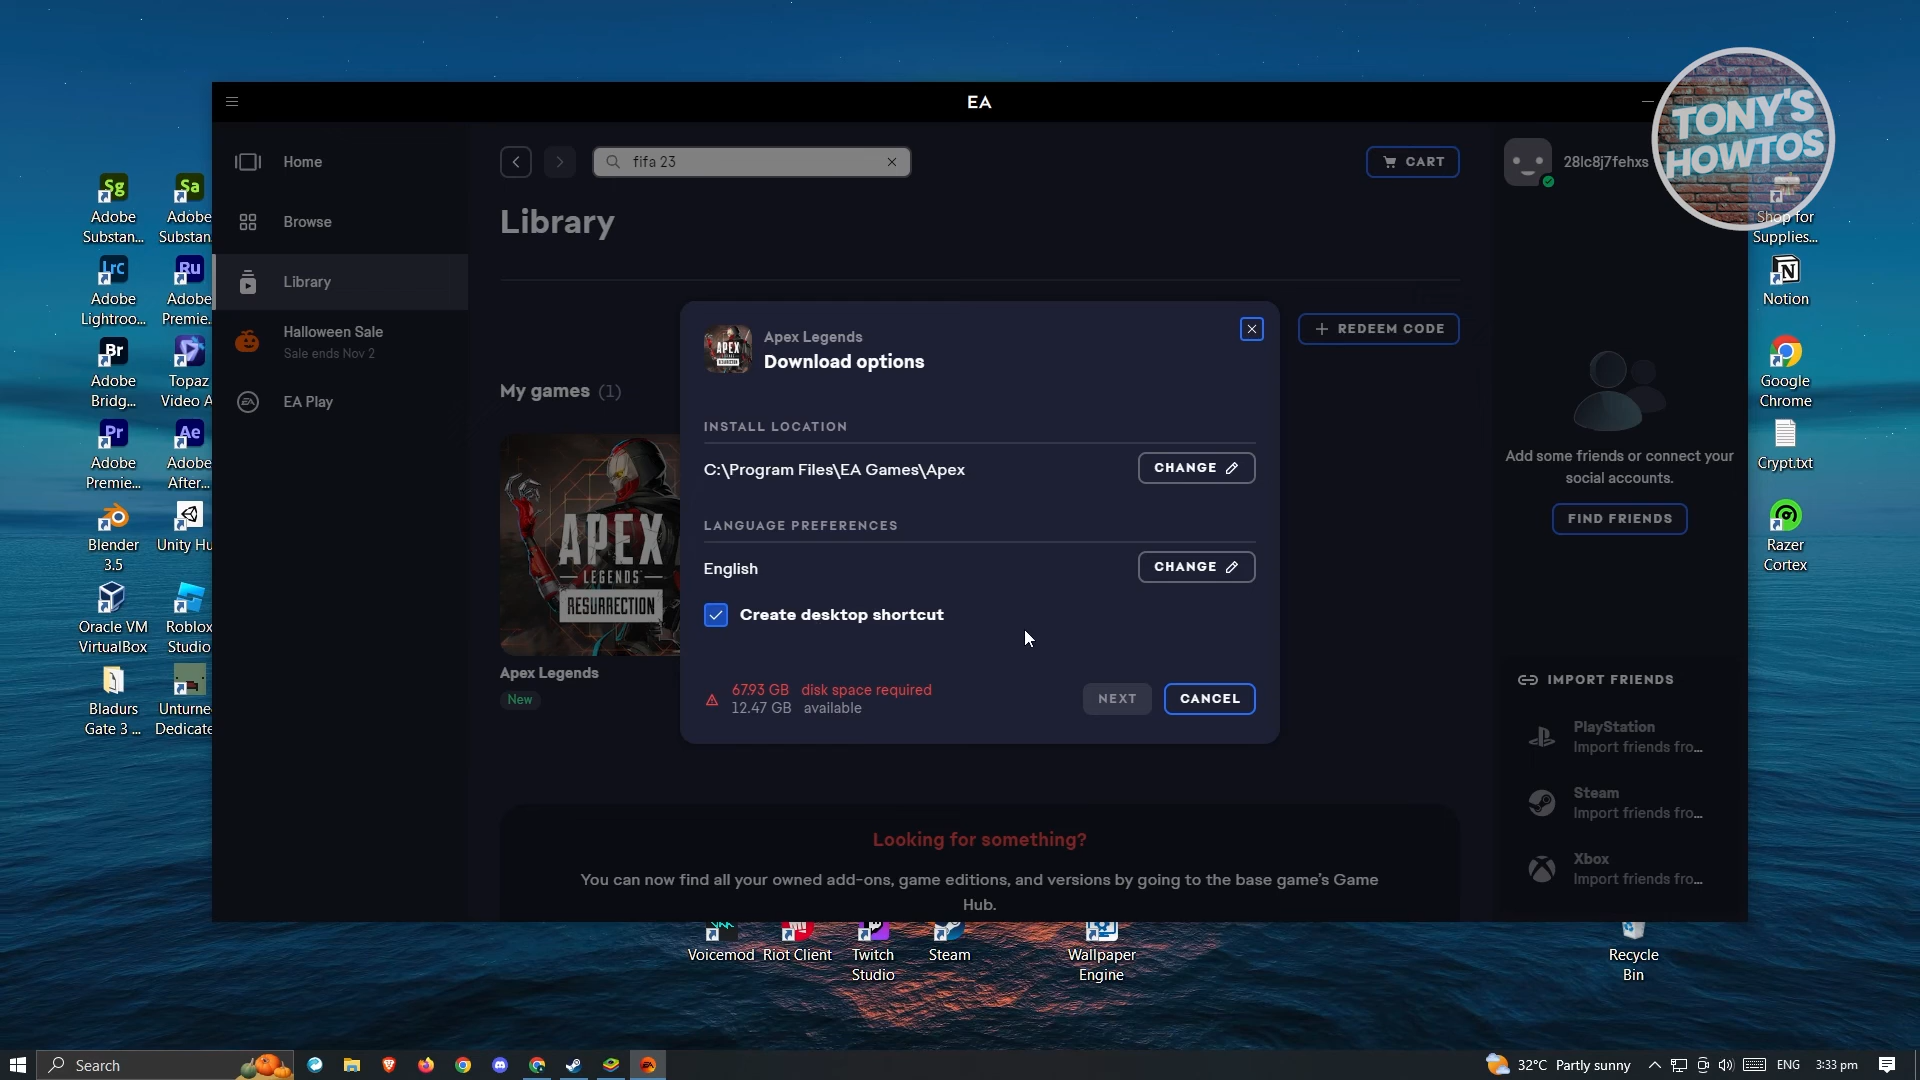 EA
TONY'S
HOWTOS
Home
Browse
Library
Halloween Sale
Sale ends Nov 2
EA Play
fifa 23
CART
28lc8j7fehxs
Library
REDEEM CODE
My games (1)
APEX
LEGENDS
RESURRECTION
Apex Legends
New
Apex Legends
Download options
INSTALL LOCATION
C:\Program Files\EA Games\Apex
CHANGE
LANGUAGE PREFERENCES
English
CHANGE
Create desktop shortcut
67.93 GB disk space required
12.47 GB available
NEXT
CANCEL
Looking for something?
You can now find all your owned add-ons, game editions, and versions by going to the base game's Game
Hub.
Add some friends or connect your
social accounts.
FIND FRIENDS
IMPORT FRIENDS
PlayStation
Import friends fro...
Steam
Import friends fro...
Xbox
Import friends fro...
Sg
Adobe
Substan...
Sa
Adobe
Substan
Lrc
Adobe
Lightroo...
Ru
Adobe
Premie.
Br
Adobe
Bridg...
Topaz
Video A
Pr
Adobe
Premie...
Ae
Adobe
After...
Blender
3.5
Unity Hu
Oracle VM
VirtualBox
Roblox
Studio
Bladurs
Gate 3 ...
Unturne
Dedicate
Shop for
Supplies...
Notion
Google
Chrome
Crypt.txt
Razer
Cortex
Voicemod
Riot Client
Twitch
Studio
Steam
Wallpaper
Engine
Recycle
Bin
Search
32°C Partly sunny
ENG
3:33 pm